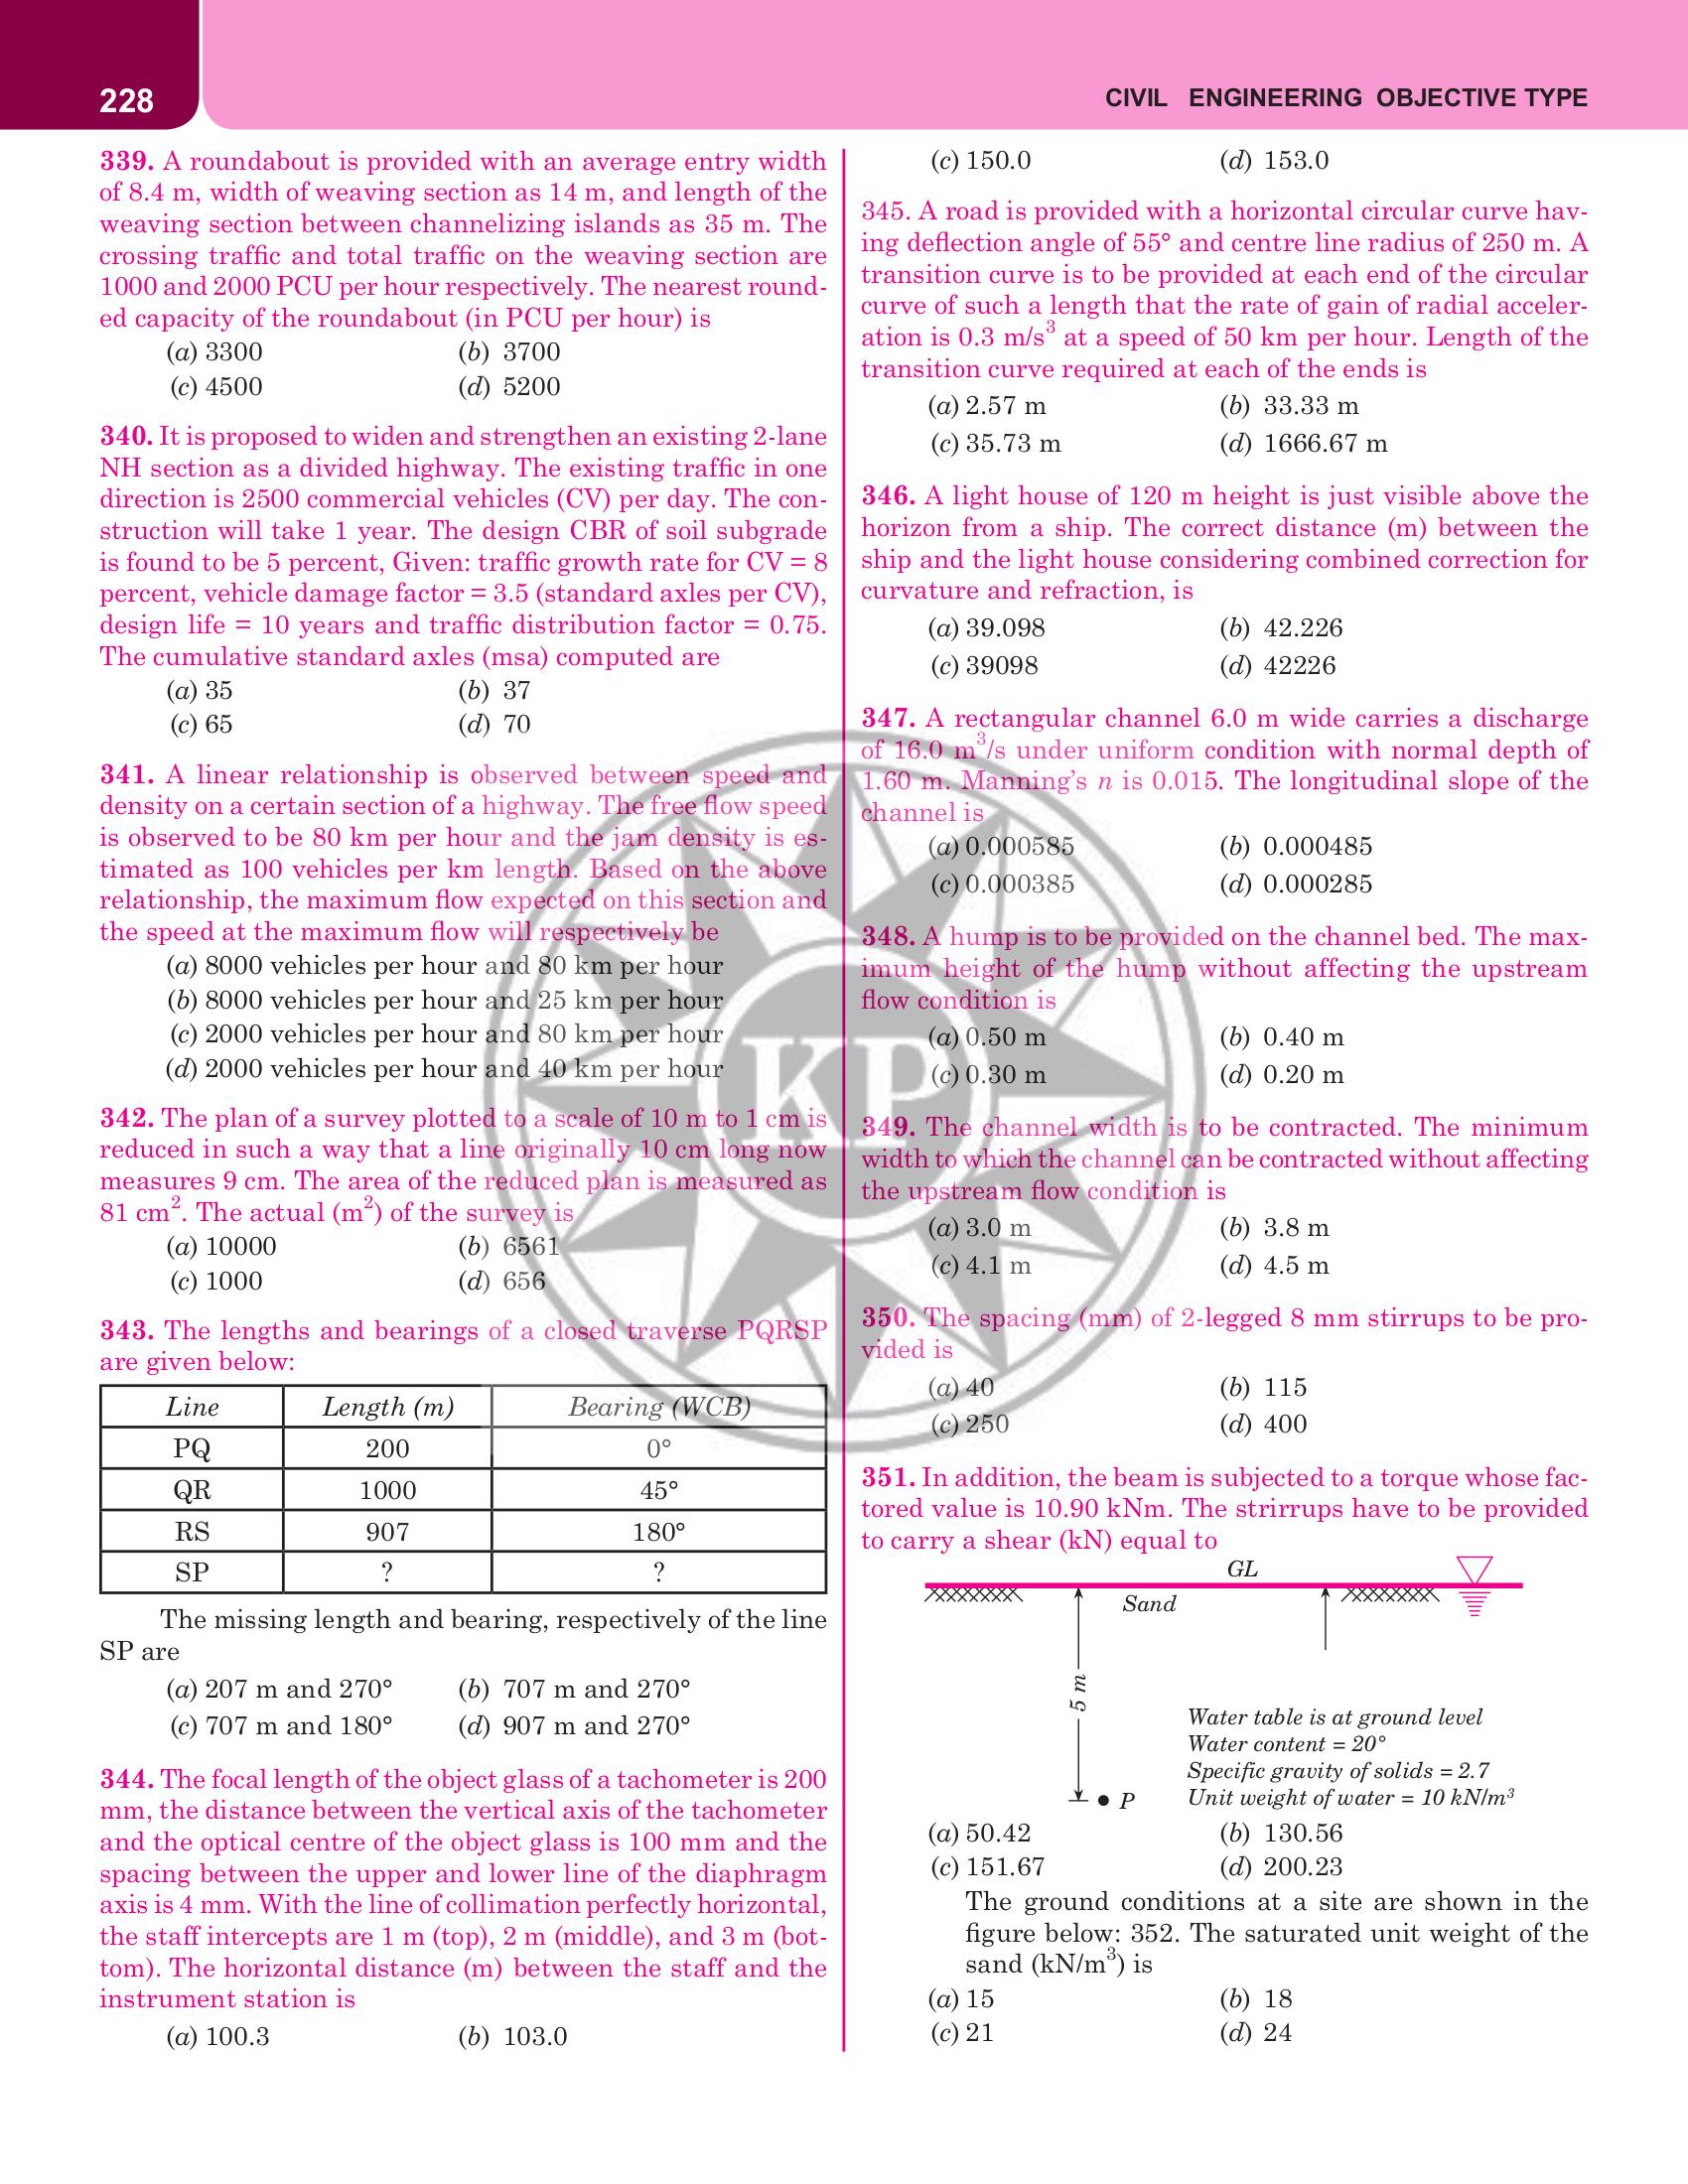 228
CIVIL ENGINEERING OBJECTIVE TYPE
339. A roundabout is provided with an average entry width
of 8.4 m, width of weaving section as 14 m, and length of the
weaving section between channelizing islands as 35 m. The
crossing traffic and total traffic on the weaving section are
1000 and 2000 PCU per hour respectively. The nearest round-
ed capacity of the roundabout (in PCU per hour) is
(a) 3300 (b) 3700
(c) 4500 (d) 5200
340. It is proposed to widen and strengthen an existing 2-lane
NH section as a divided highway. The existing traffic in one
direction is 2500 commercial vehicles (CV) per day. The con-
struction will take 1 year. The design CBR of soil subgrade
is found to be 5 percent, Given: traffic growth rate for CV = 8
percent, vehicle damage factor = 3.5 (standard axles per CV),
design life = 10 years and traffic distribution factor = 0.75.
The cumulative standard axles (msa) computed are
(a) 35 (b) 37
(c) 65 (d) 70
341. A linear relationship is observed between speed and
density on a certain section of a highway. The free flow speed
is observed to be 80 km per hour and the jam density is es-
timated as 100 vehicles per km length. Based on the above
relationship, the maximum flow expected on this section and
the speed at the maximum flow will respectively be
(a) 8000 vehicles per hour and 80 km per hour
(b) 8000 vehicles per hour and 25 km per hour
(c) 2000 vehicles per hour and 80 km per hour
(d) 2000 vehicles per hour and 40 km per hour
342. The plan of a survey plotted to a scale of 10 m to 1 cm is
reduced in such a way that a line originally 10 cm long now
measures 9 cm. The area of the reduced plan is measured as
81 cm². The actual (m²) of the survey is
(a) 10000 (b) 6561
(c) 1000 (d) 656
343. The lengths and bearings of a closed traverse PQRSP
are given below:
Line Length (m) Bearing (WCB)
PQ 200 0°
QR 1000 45°
RS 907 180°
SP ? ?
The missing length and bearing, respectively of the line
SP are
(a) 207 m and 270° (b) 707 m and 270°
(c) 707 m and 180° (d) 907 m and 270°
344. The focal length of the object glass of a tachometer is 200
mm, the distance between the vertical axis of the tachometer
and the optical centre of the object glass is 100 mm and the
spacing between the upper and lower line of the diaphragm
axis is 4 mm. With the line of collimation perfectly horizontal,
the staff intercepts are 1 m (top), 2 m (middle), and 3 m (bot-
tom). The horizontal distance (m) between the staff and the
instrument station is
(a) 100.3 (b) 103.0
(c) 150.0 (d) 153.0
345. A road is provided with a horizontal circular curve hav-
ing deflection angle of 55° and centre line radius of 250 m. A
transition curve is to be provided at each end of the circular
curve of such a length that the rate of gain of radial acceler-
ation is 0.3 m/s³ at a speed of 50 km per hour. Length of the
transition curve required at each of the ends is
(a) 2.57 m (b) 33.33 m
(c) 35.73 m (d) 1666.67 m
346. A light house of 120 m height is just visible above the
horizon from a ship. The correct distance (m) between the
ship and the light house considering combined correction for
curvature and refraction, is
(a) 39.098 (b) 42.226
(c) 39098 (d) 42226
347. A rectangular channel 6.0 m wide carries a discharge
of 16.0 m³/s under uniform condition with normal depth of
1.60 m. Manning's n is 0.015. The longitudinal slope of the
channel is
(a) 0.000585 (b) 0.000485
(c) 0.000385 (d) 0.000285
348. A hump is to be provided on the channel bed. The max-
imum height of the hump without affecting the upstream
flow condition is
(a) 0.50 m (b) 0.40 m
(c) 0.30 m (d) 0.20 m
349. The channel width is to be contracted. The minimum
width to which the channel can be contracted without affecting
the upstream flow condition is
(a) 3.0 m (b) 3.8 m
(c) 4.1 m (d) 4.5 m
350. The spacing (mm) of 2-legged 8 mm stirrups to be pro-
vided is
(a) 40 (b) 115
(c) 250 (d) 400
351. In addition, the beam is subjected to a torque whose fac-
tored value is 10.90 kNm. The strirrups have to be provided
to carry a shear (kN) equal to
GL
Sand
5 m
P
Water table is at ground level
Water content = 20°
Specific gravity of solids = 2.7
Unit weight of water = 10 kN/m³
(a) 50.42 (b) 130.56
(c) 151.67 (d) 200.23
The ground conditions at a site are shown in the
figure below: 352. The saturated unit weight of the
sand (kN/m³) is
(a) 15 (b) 18
(c) 21 (d) 24
KP